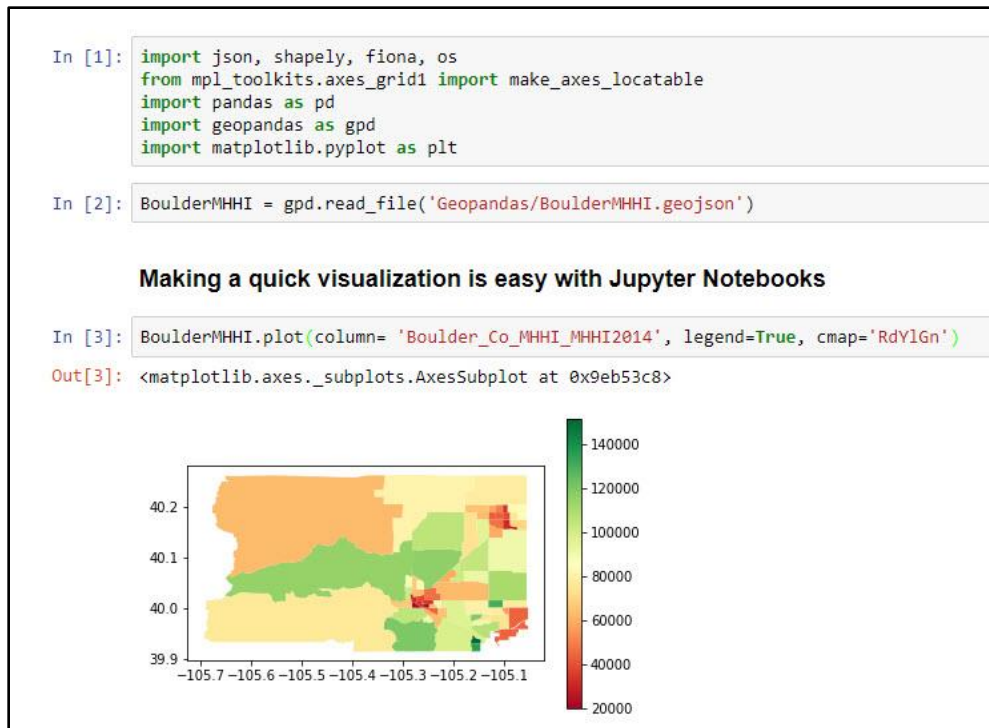 In [1]: import json, shapely, fiona, os
from mpl_toolkits.axes_grid1 import make_axes_locatable
import pandas as pd
import geopandas as gpd
import matplotlib.pyplot as plt
In [2]: BoulderMHHI = gpd.read_file('Geopandas/BoulderMHHI.geojson')
Making a quick visualization is easy with Jupyter Notebooks
In [3]: BoulderMHHI.plot(column= 'Boulder_Co_MHHI_MHHI2014', legend=True, cmap='RdYlGn')
Out[3]: <matplotlib.axes._subplots.AxesSubplot at 0x9eb53c8>
40.2
40.1
40.0
39.9
−105.7 −105.6 −105.5 −105.4 −105.3 −105.2 −105.1
140000
120000
100000
80000
60000
40000
20000